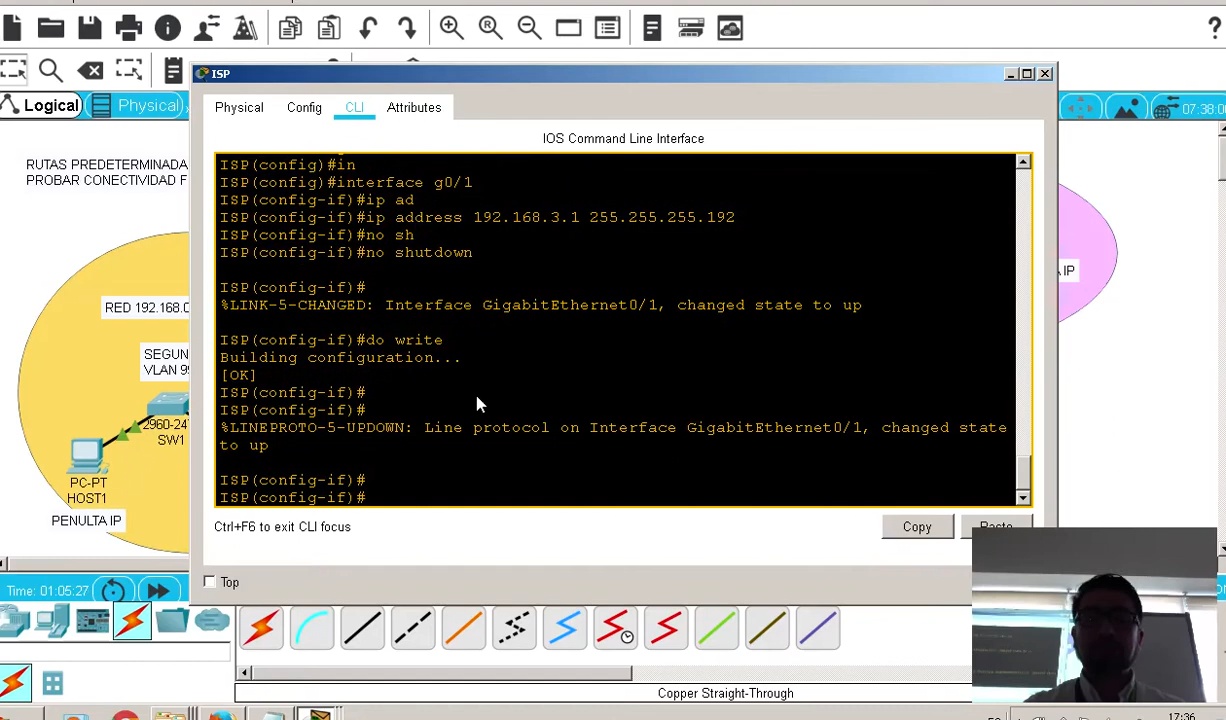 ?
Logical
Physical
07:38:0
ISP
Physical
Config
CLI
Attributes
IOS Command Line Interface
RUTAS PREDETERMINADA
PROBAR CONECTIVIDAD F
RED 192.168.0
SEGUN
VLAN 99
2960-24
SW1
PC-PT
HOST1
PENULTA IP
IP
ISP(config)#in
ISP(config)#interface g0/1
ISP(config-if)#ip ad
ISP(config-if)#ip address 192.168.3.1 255.255.255.192
ISP(config-if)#no sh
ISP(config-if)#no shutdown
ISP(config-if)#
%LINK-5-CHANGED: Interface GigabitEthernet0/1, changed state to up
ISP(config-if)#do write
Building configuration...
[OK]
ISP(config-if)#
ISP(config-if)#
%LINEPROTO-5-UPDOWN: Line protocol on Interface GigabitEthernet0/1, changed state
to up
ISP(config-if)#
ISP(config-if)#
Ctrl+F6 to exit CLI focus
Copy
Paste
Top
Time: 01:05:27
Copper Straight-Through
17:36